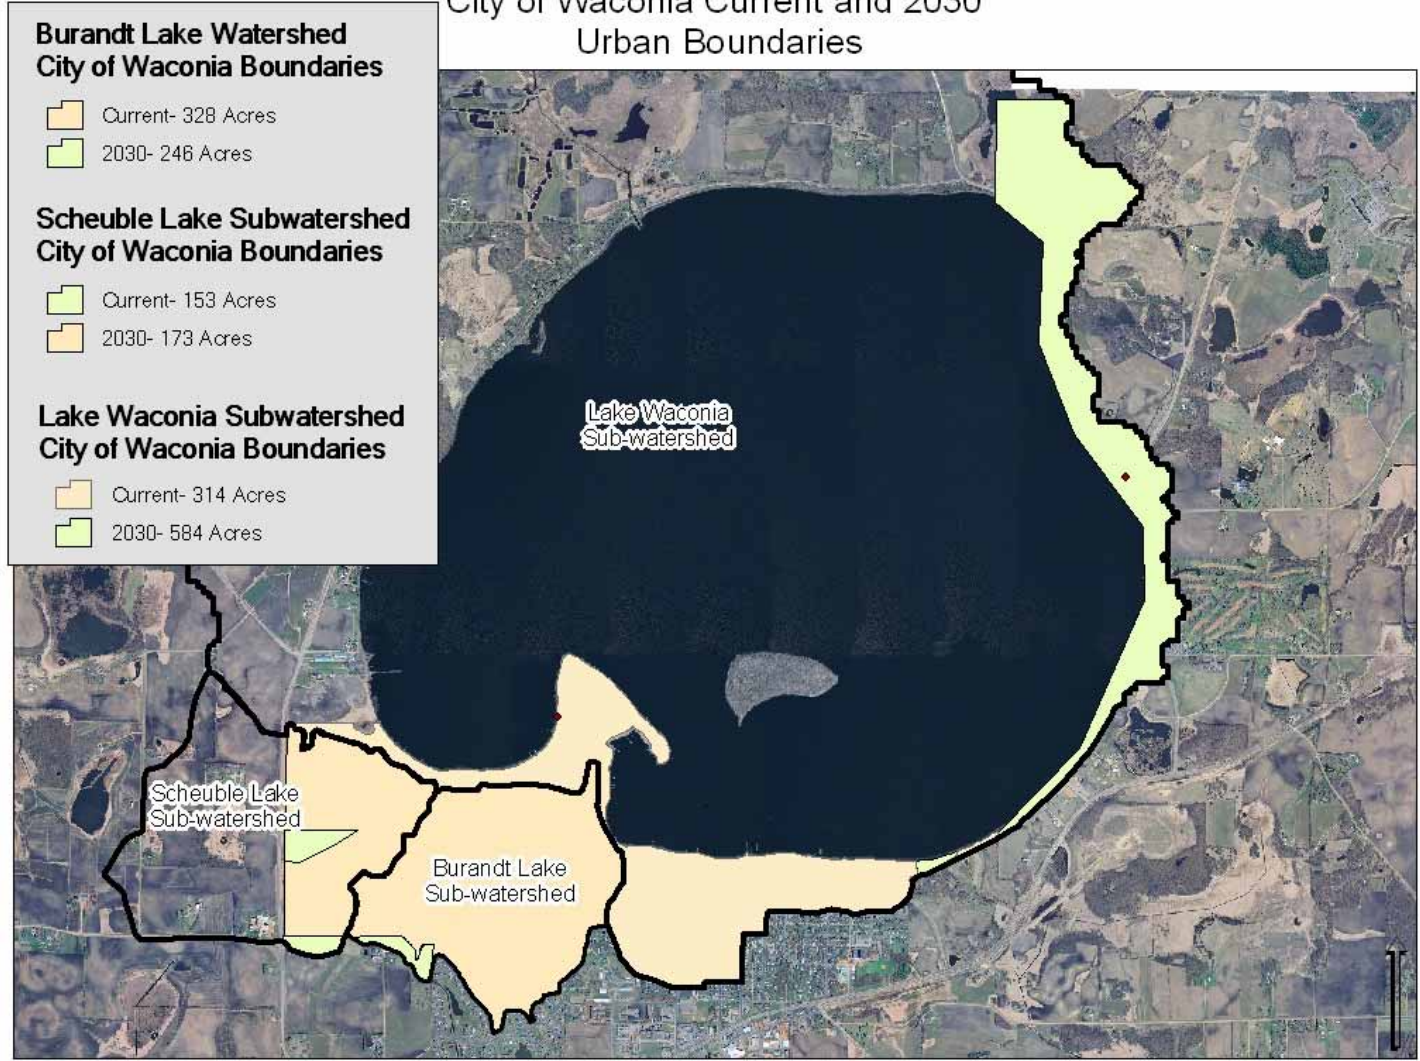 City of Waconia Current and 2030
Urban Boundaries
Burandt Lake Watershed
City of Waconia Boundaries
Current- 328 Acres
2030- 246 Acres
Scheuble Lake Subwatershed
City of Waconia Boundaries
Current- 153 Acres
2030- 173 Acres
Lake Waconia Subwatershed
City of Waconia Boundaries
Current- 314 Acres
2030- 584 Acres
Lake Waconia
Sub-watershed
Scheuble Lake
Sub-watershed
Burandt Lake
Sub-watershed